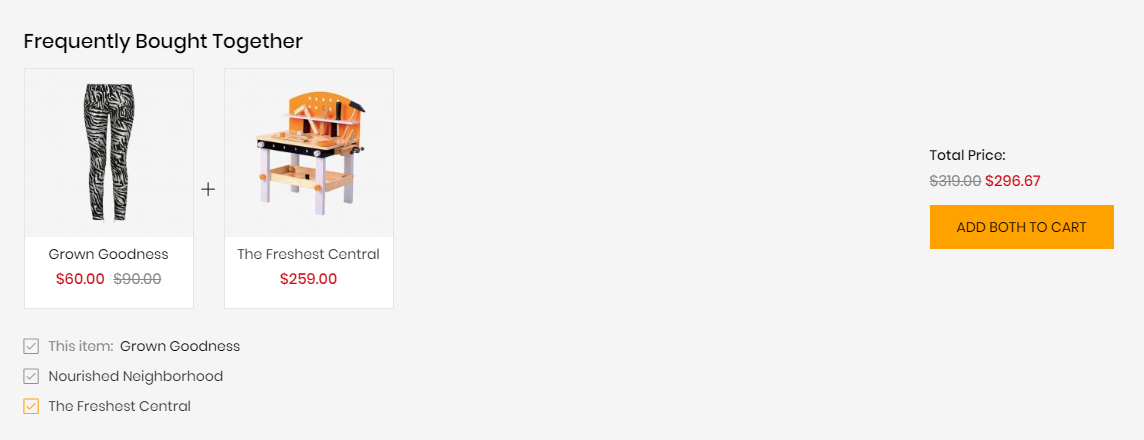 Frequently Bought Together
+
Grown Goodness
$60.00 $90.00
The Freshest Central
$259.00
Total Price:
$319.00 $296.67
ADD BOTH TO CART
This item: Grown Goodness
Nourished Neighborhood
The Freshest Central